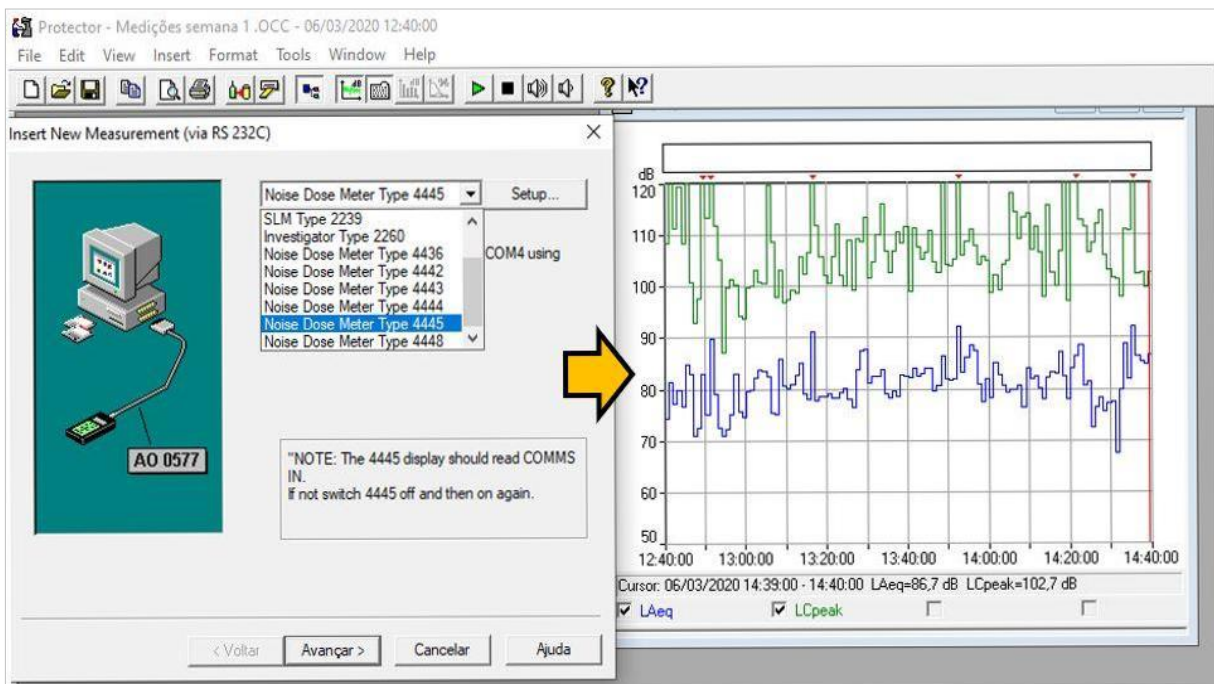 Protector - Medições semana 1 .OCC - 06/03/2020 12:40:00
File Edit View Insert Format Tools Window Help
Insert New Measurement (via RS 232C)
Noise Dose Meter Type 4445
Setup...
SLM Type 2239
Investigator Type 2260
Noise Dose Meter Type 4436
COM4 using
Noise Dose Meter Type 4442
Noise Dose Meter Type 4443
Noise Dose Meter Type 4444
Noise Dose Meter Type 4445
Noise Dose Meter Type 4448
AO 0577
"NOTE: The 4445 display should read COMMS
IN.
If not switch 4445 off and then on again.
< Voltar
Avançar >
Cancelar
Ajuda
dB
120
110
100
90
80
70
60
50
12:40:00 13:00:00 13:20:00 13:40:00 14:00:00 14:20:00 14:40:00
Cursor: 06/03/2020 14:39:00 - 14:40:00 LAeq=86,7 dB LCpeak=102,7 dB
LAeq LCpeak